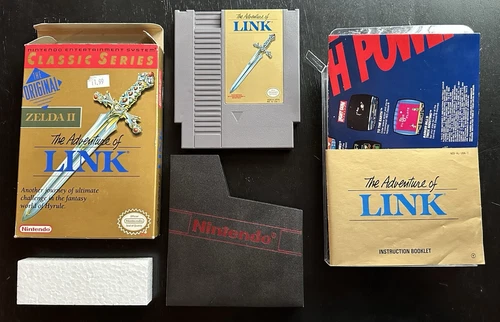 NINTENDO ENTERTAINMENT SYSTEM
CLASSIC SERIES
THE
ORIGINAL
ZELDA II
The Adventure of
LINK
Another journey of ultimate
challenge in the fantasy
world of Hyrule.
Nintendo
The Adventure of
LINK
Nintendo
H POWER
The Adventure of
LINK
INSTRUCTION BOOKLET